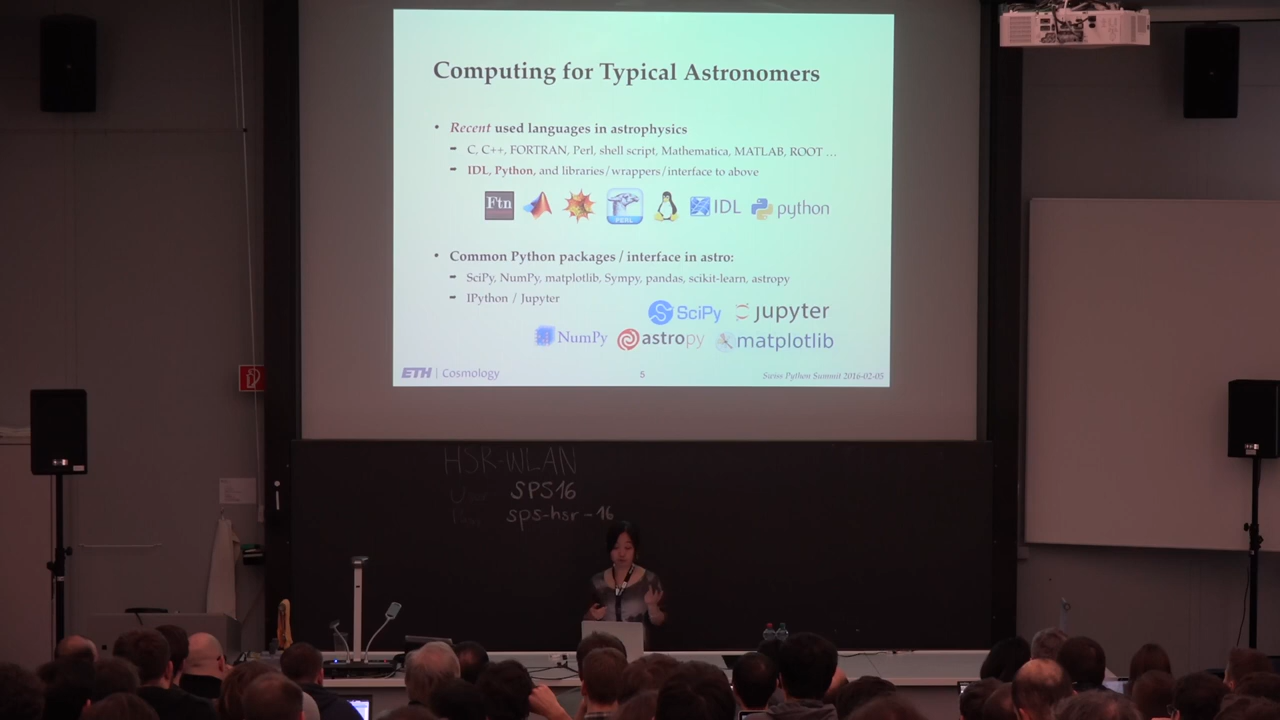 Computing for Typical Astronomers
• Recent used languages in astrophysics
- C, C++, FORTRAN, Perl, shell script, Mathematica, MATLAB, ROOT ...
- IDL, Python, and libraries/wrappers/interface to above
Ftn PERL IDL python
• Common Python packages / interface in astro:
- SciPy, NumPy, matplotlib, Sympy, pandas, scikit-learn, astropy
- IPython / Jupyter
SciPy jupyter
NumPy astropy matplotlib
ETH | Cosmology 5 Swiss Python Summit 2016-02-05
HSR-WLAN
User SPS16
sps-hsr-16